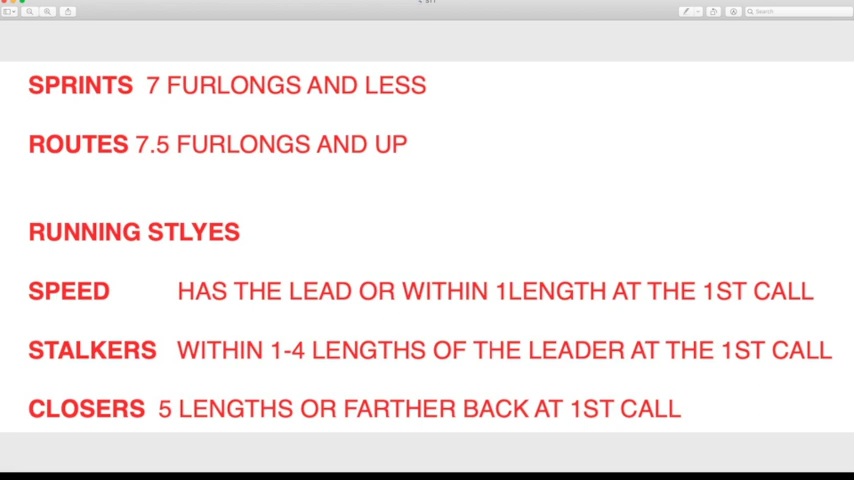 Search
SPRINTS 7 FURLONGS AND LESS
ROUTES 7.5 FURLONGS AND UP
RUNNING STLYES
SPEED HAS THE LEAD OR WITHIN 1LENGTH AT THE 1ST CALL
STALKERS WITHIN 1-4 LENGTHS OF THE LEADER AT THE 1ST CALL
CLOSERS 5 LENGTHS OR FARTHER BACK AT 1ST CALL